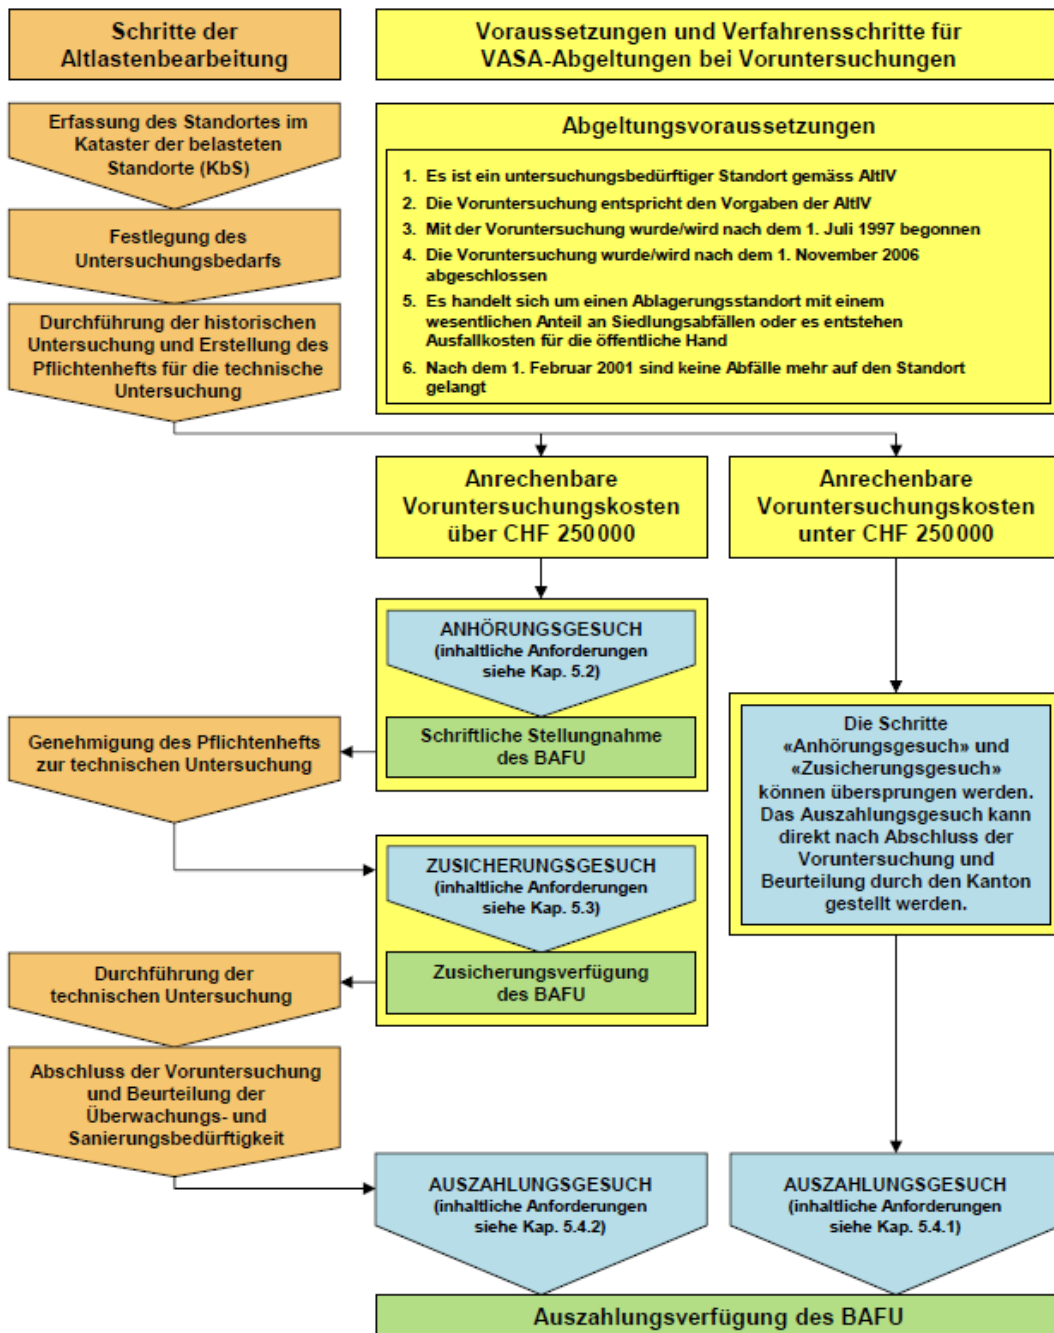 Schritte der
Altlastenbearbeitung
Voraussetzungen und Verfahrensschritte für
VASA-Abgeltungen bei Voruntersuchungen
Erfassung des Standortes im
Kataster der belasteten
Standorte (KbS)
Festlegung des
Untersuchungsbedarfs
Durchführung der historischen
Untersuchung und Erstellung des
Pflichtenhefts für die technische
Untersuchung
Abgeltungsvoraussetzungen
1. Es ist ein untersuchungsbedürftiger Standort gemäss AltlV
2. Die Voruntersuchung entspricht den Vorgaben der AltlV
3. Mit der Voruntersuchung wurde/wird nach dem 1. Juli 1997 begonnen
4. Die Voruntersuchung wurde/wird nach dem 1. November 2006
abgeschlossen
5. Es handelt sich um einen Ablagerungsstandort mit einem
wesentlichen Anteil an Siedlungsabfällen oder es entstehen
Ausfallkosten für die öffentliche Hand
6. Nach dem 1. Februar 2001 sind keine Abfälle mehr auf den Standort
gelangt
Anrechenbare
Voruntersuchungskosten
über CHF 250 000
Anrechenbare
Voruntersuchungskosten
unter CHF 250 000
ANHÖRUNGSGESUCH
(inhaltliche Anforderungen
siehe Kap. 5.2)
Schriftliche Stellungnahme
des BAFU
Genehmigung des Pflichtenhefts
zur technischen Untersuchung
Die Schritte
«Anhörungsgesuch» und
«Zusicherungsgesuch»
können übersprungen werden.
Das Auszahlungsgesuch kann
direkt nach Abschluss der
Voruntersuchung und
Beurteilung durch den Kanton
gestellt werden.
ZUSICHERUNGSGESUCH
(inhaltliche Anforderungen
siehe Kap. 5.3)
Zusicherungsverfügung
des BAFU
Durchführung der
technischen Untersuchung
Abschluss der Voruntersuchung
und Beurteilung der
Überwachungs- und
Sanierungsbedürftigkeit
AUSZAHLUNGSGESUCH
(inhaltliche Anforderungen
siehe Kap. 5.4.2)
AUSZAHLUNGSGESUCH
(inhaltliche Anforderungen
siehe Kap. 5.4.1)
Auszahlungsverfügung des BAFU